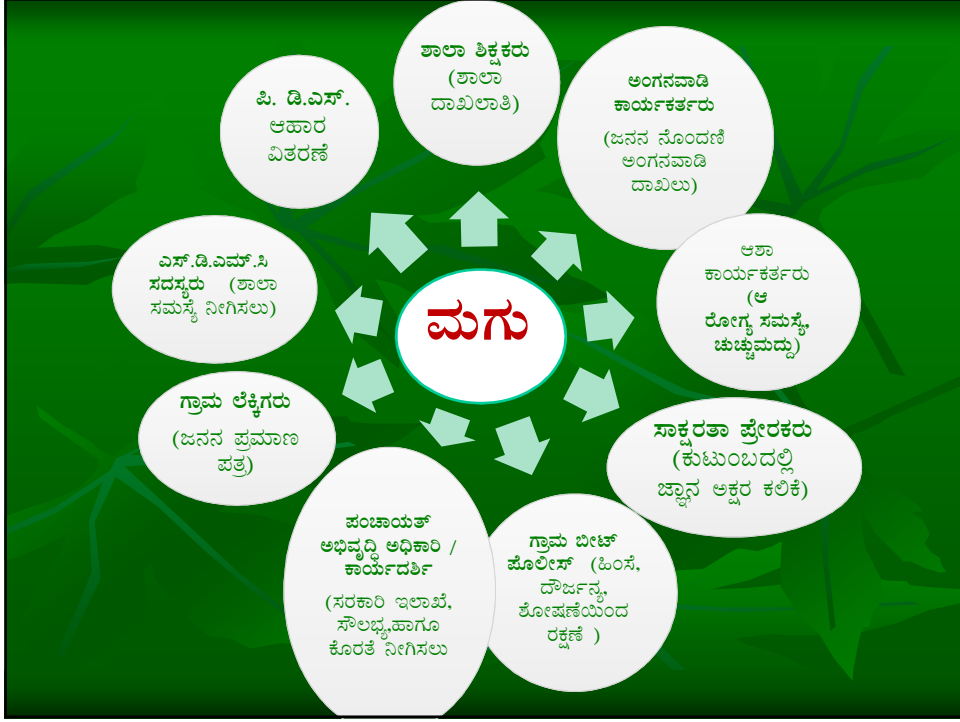 ಶಾಲಾ ಶಿಕ್ಷಕರು
(ಶಾಲಾ
ದಾಖಲಾತಿ)
ಅಂಗನವಾಡಿ
ಕಾರ್ಯಕರ್ತರು
(ಜನನ ನೊಂದಣಿ
ಅಂಗನವಾಡಿ
ದಾಖಲು)
ಆಶಾ
ಕಾರ್ಯಕರ್ತರು
(ಆ
ರೋಗ್ಯ ಸಮಸ್ಯೆ,
ಚುಚ್ಚುಮದ್ದು)
ಸಾಕ್ಷರತಾ ಪ್ರೇರಕರು
(ಕುಟುಂಬದಲ್ಲಿ
ಜ್ಞಾನ ಅಕ್ಷರ ಕಲಿಕೆ)
ಗ್ರಾಮ ಬೀಟ್
ಪೊಲೀಸ್ (ಹಿಂಸೆ,
ದೌರ್ಜನ್ಯ,
ಶೋಷಣೆಯಿಂದ
ರಕ್ಷಣೆ )
ಪಂಚಾಯತ್
ಅಭಿವೃದ್ಧಿ ಅಧಿಕಾರಿ /
ಕಾರ್ಯದರ್ಶಿ
(ಸರಕಾರಿ ಇಲಾಖೆ,
ಸೌಲಭ್ಯ,ಹಾಗೂ
ಕೊರತೆ ನೀಗಿಸಲು
ಗ್ರಾಮ ಲೆಕ್ಕಿಗರು
(ಜನನ ಪ್ರಮಾಣ
ಪತ್ರ)
ಎಸ್.ಡಿ.ಎಮ್.ಸಿ
ಸದಸ್ಯರು (ಶಾಲಾ
ಸಮಸ್ಯೆ ನೀಗಿಸಲು)
ಪಿ. ಡಿ.ಎಸ್.
ಆಹಾರ
ವಿತರಣೆ
ಮಗು